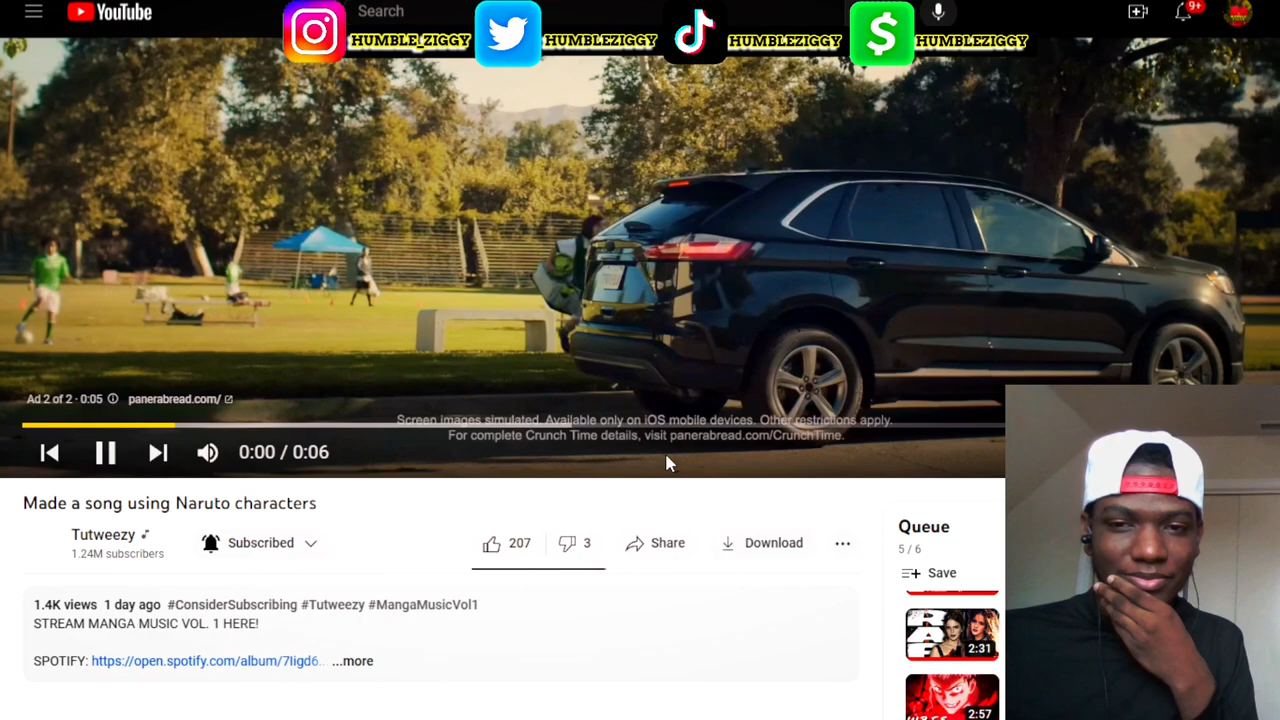 YouTube
Search
9+
HUMBLE_ZIGGY
HUMBLEZIGGY
HUMBLEZIGGY
HUMBLEZIGGY
Ad 2 of 2 · 0:05
panerabread.com/
Screen images simulated. Available only on iOS mobile devices. Other restrictions apply.
For complete Crunch Time details, visit panerabread.com/CrunchTime.
0:00 / 0:06
Made a song using Naruto characters
Tutweezy
1.24M subscribers
Subscribed
207
3
Share
Download
...
Queue
5 / 6
Save
1.4K views 1 day ago #ConsiderSubscribing #Tutweezy #MangaMusicVol1
STREAM MANGA MUSIC VOL. 1 HERE!
SPOTIFY: https://open.spotify.com/album/7Iigd6... ...more
2:31
2:57